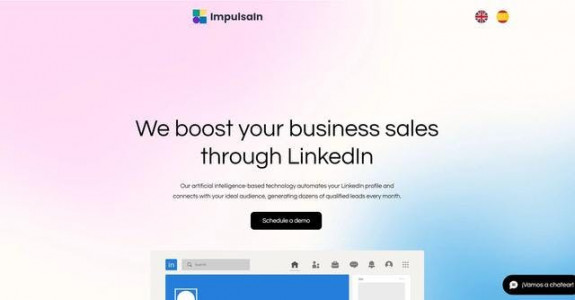 ImpulsaIn
We boost your business sales
through LinkedIn
Our artificial intelligence-based technology automates your LinkedIn profile and
connects with your ideal audience, generating dozens of qualified leads every month.
Schedule a demo
in
Search
¡Vamos a chatear!